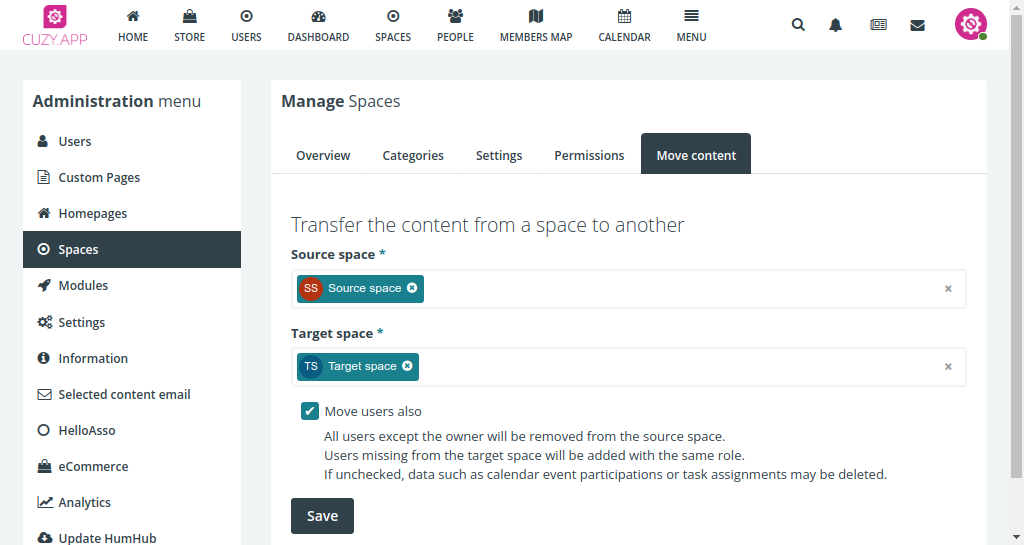 CUZY.APP
HOME
STORE
USERS
DASHBOARD
SPACES
PEOPLE
MEMBERS MAP
CALENDAR
MENU
Administration menu
Users
Custom Pages
Homepages
Spaces
Modules
Settings
Information
Selected content email
HelloAsso
eCommerce
Analytics
Update HumHub
Manage Spaces
Overview
Categories
Settings
Permissions
Move content
Transfer the content from a space to another
Source space *
SS Source space
Target space *
TS Target space
Move users also
All users except the owner will be removed from the source space.
Users missing from the target space will be added with the same role.
If unchecked, data such as calendar event participations or task assignments may be deleted.
Save